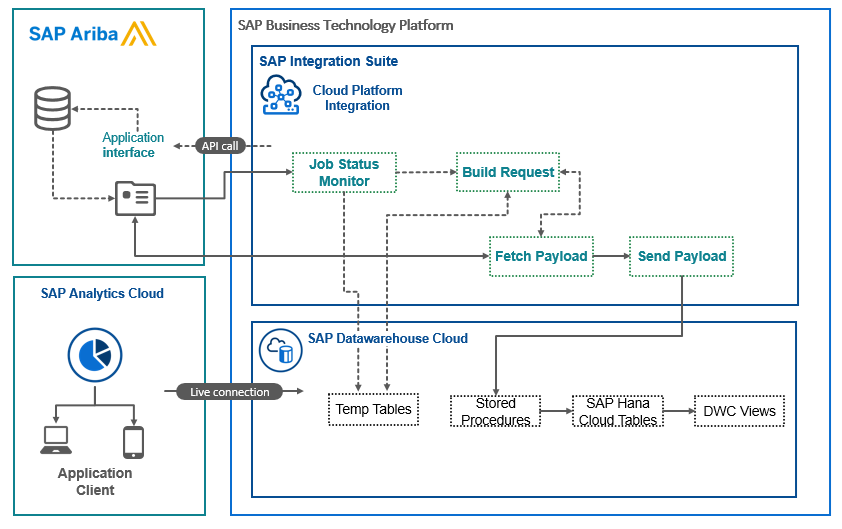 SAP Ariba
Application
interface
API call
SAP Business Technology Platform
SAP Integration Suite
Cloud Platform
Integration
Job Status
Monitor
Build Request
Fetch Payload
Send Payload
SAP Analytics Cloud
Application
Client
Live connection
SAP Datawarehouse Cloud
Temp Tables
Stored
Procedures
SAP Hana
Cloud Tables
DWC Views